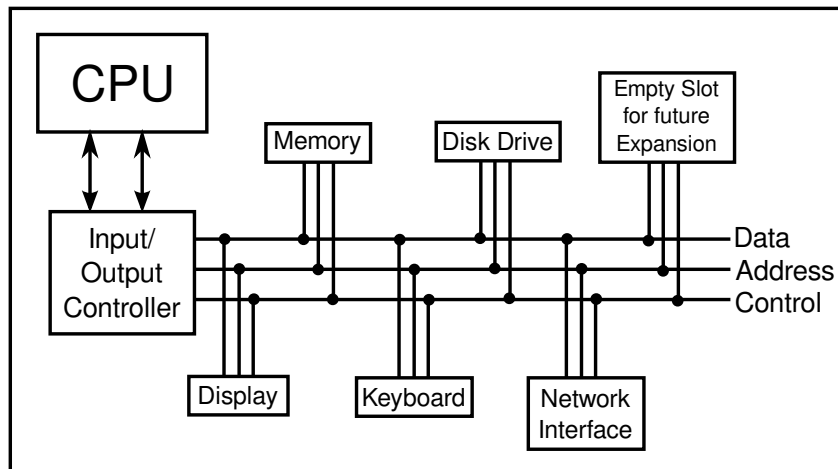 CPU
Empty Slot
for future
Expansion
Memory
Disk Drive
Input/
Output
Controller
Data
Address
Control
Display
Keyboard
Network
Interface